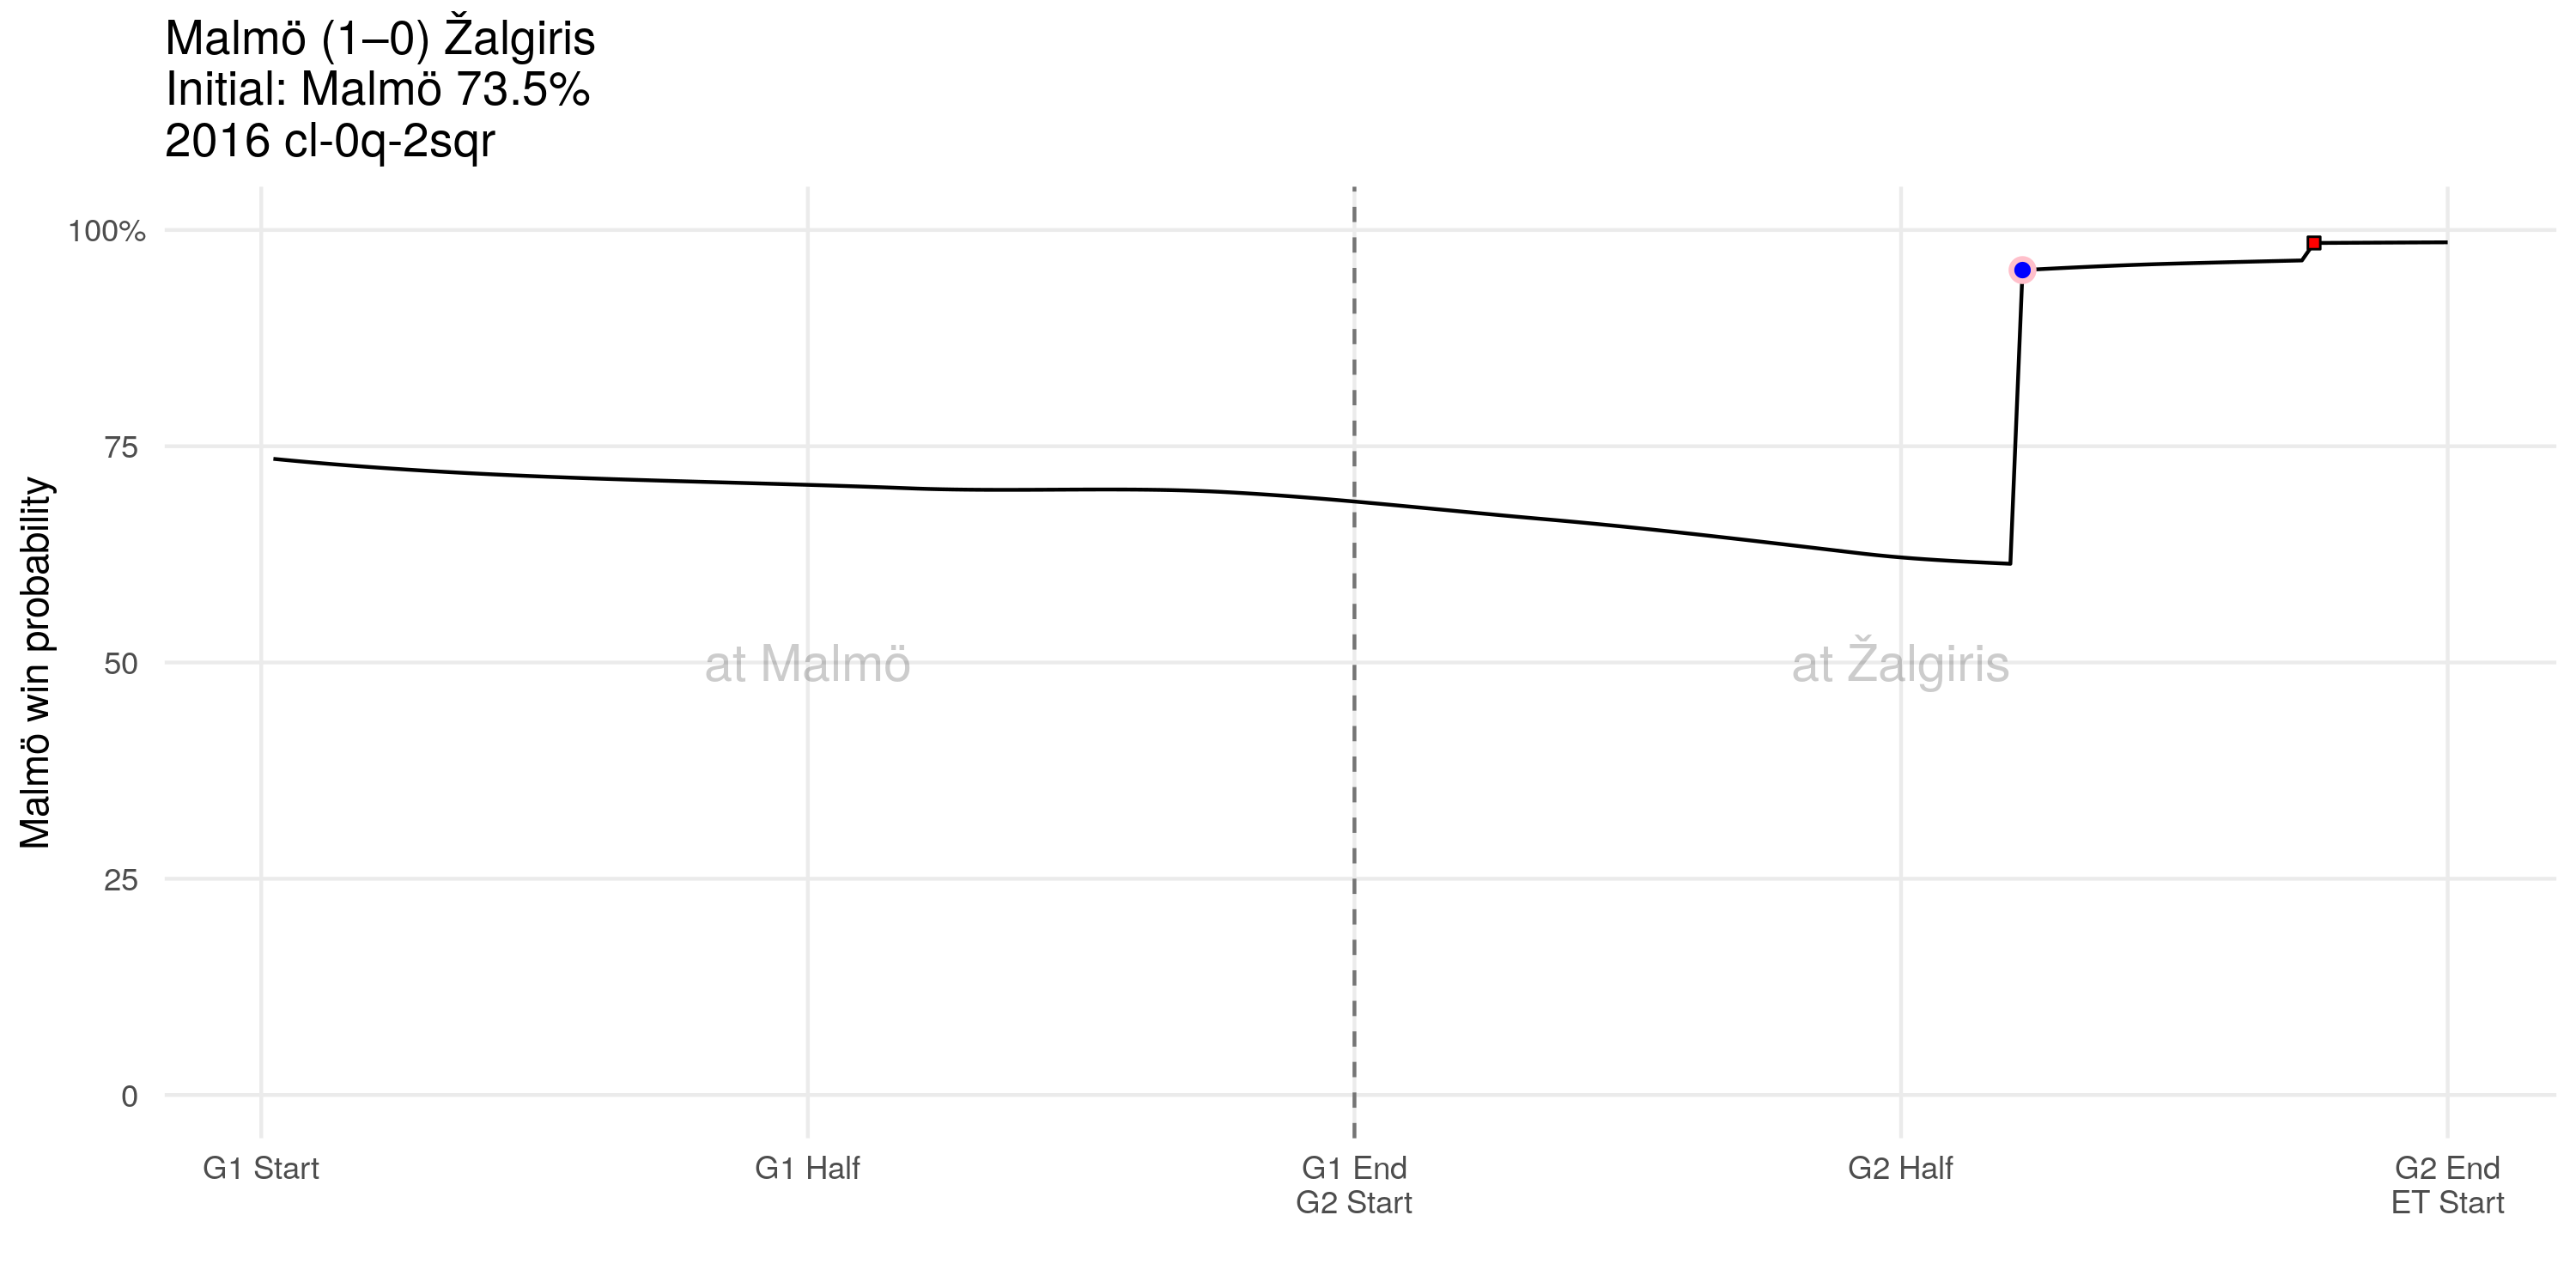 Malmö (1–0) Žalgiris
Initial: Malmö 73.5%
2016 cl-0q-2sqr
Malmö win probability
100%
75
50
25
0
at Malmö
at Žalgiris
G1 Start
G1 Half
G1 End
G2 Start
G2 Half
G2 End
ET Start